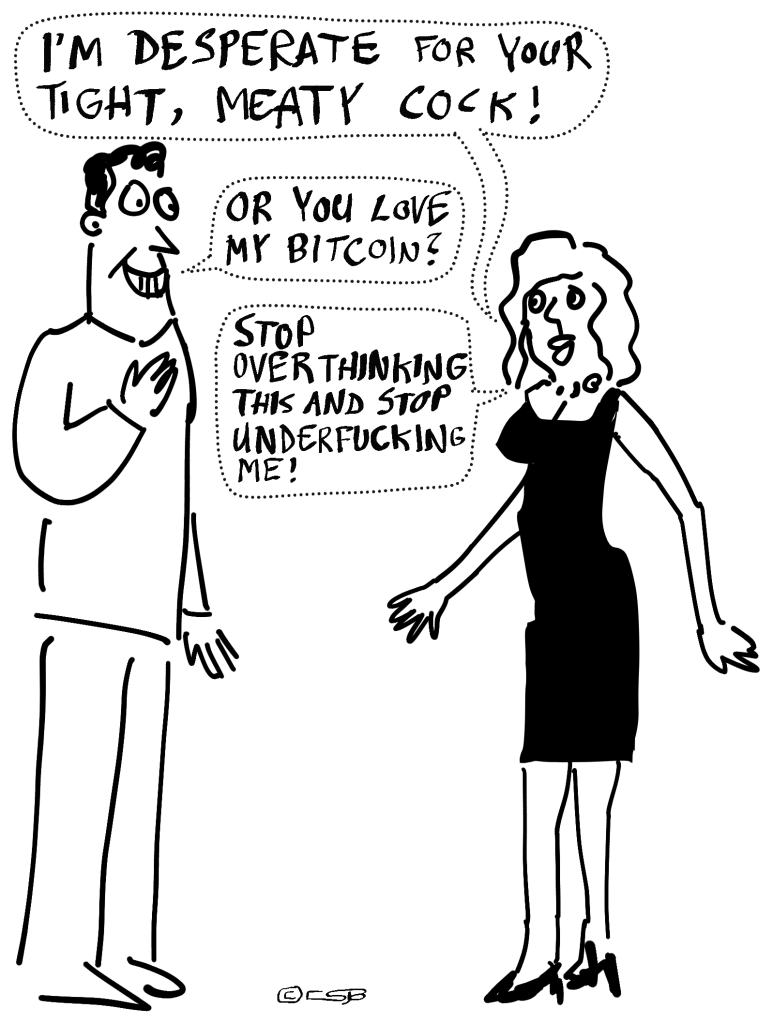 I'M DESPERATE FOR YOUR
TIGHT, MEATY COCK!
OR YOU LOVE
MY BITCOIN?
STOP
OVERTHINKING
THIS AND STOP
UNDERFUCKING
ME!
© CSB